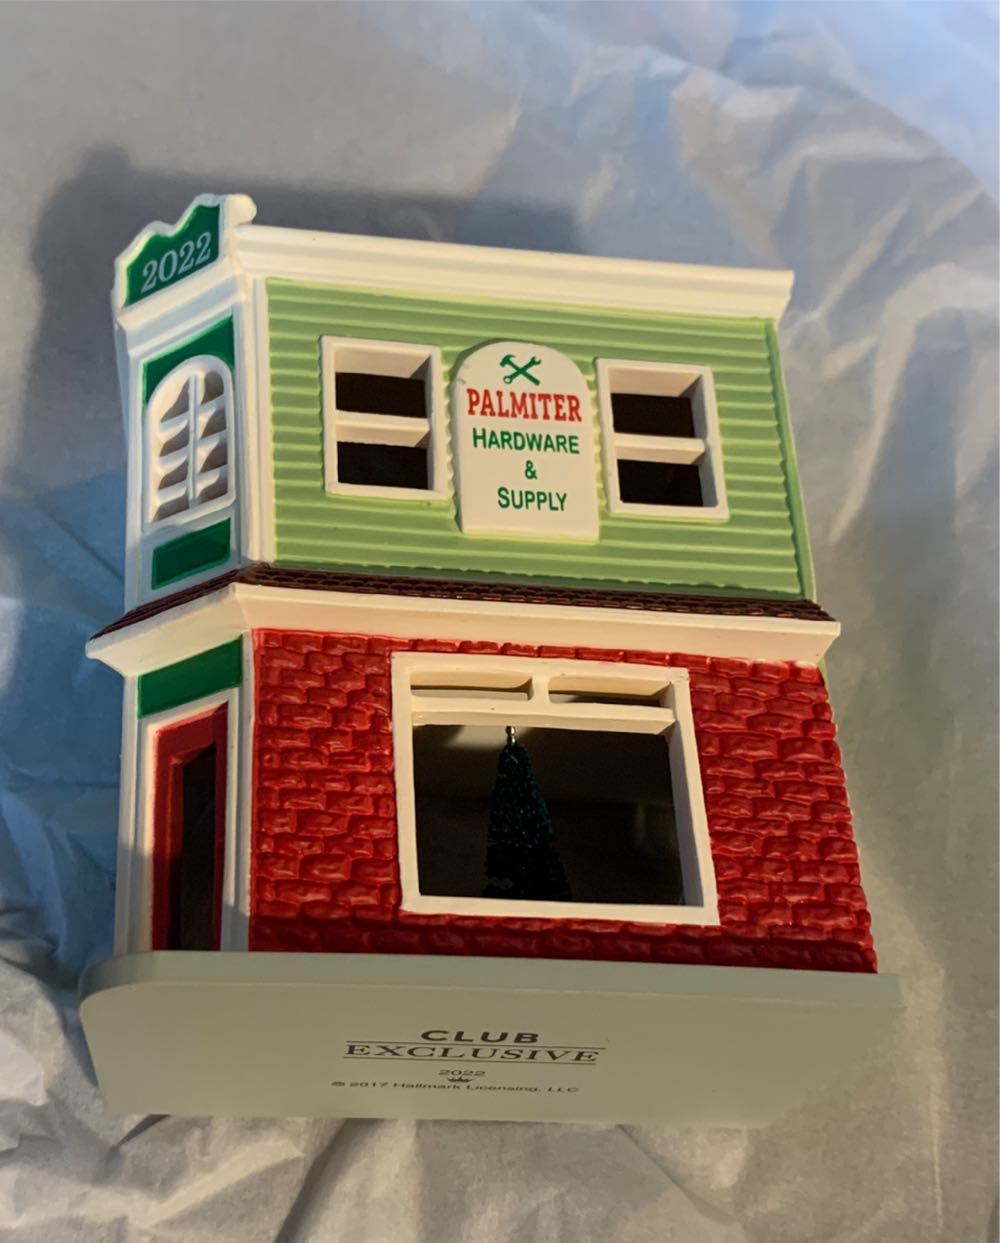 2022
PALMITER
HARDWARE
&
SUPPLY
CLUB
EXCLUSIVE
2022
© 2017 Hallmark Licensing, LLC